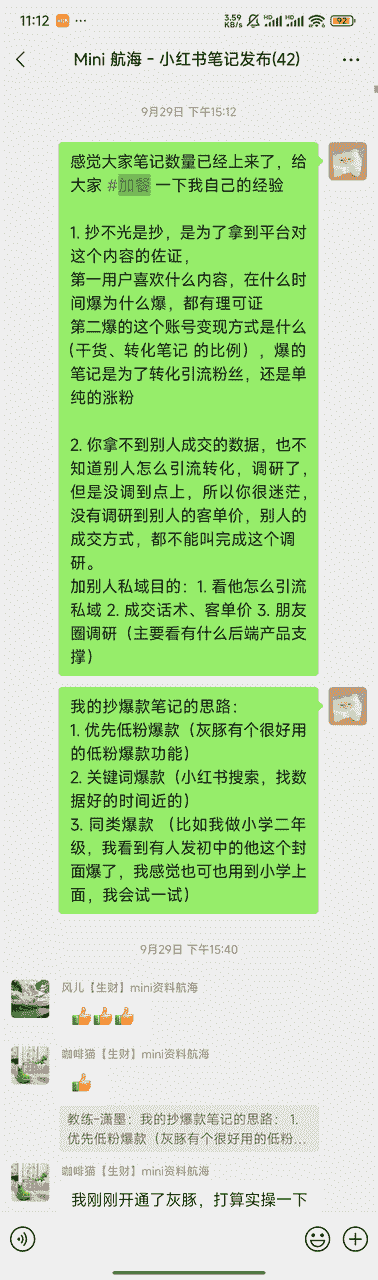 11:12 ···
3.59 KB/s HD HD 92
Mini 航海 - 小红书笔记发布(42)
9月29日 下午15:12
感觉大家笔记数量已经上来了，给
大家 #加餐 一下我自己的经验
1. 抄不光是抄，是为了拿到平台对
这个内容的佐证，
第一用户喜欢什么内容，在什么时
间爆为什么爆，都有理可证
第二爆的这个账号变现方式是什么
（干货、转化笔记 的比例），爆的
笔记是为了转化引流粉丝，还是单
纯的涨粉
2. 你拿不到别人成交的数据，也不
知道别人怎么引流转化，调研了，
但是没调到点上，所以你很迷茫，
没有调研到别人的客单价，别人的
成交方式，都不能叫完成这个调
研。
加别人私域目的：1. 看他怎么引流
私域 2. 成交话术、客单价 3. 朋友
圈调研（主要看有什么后端产品支
撑）
我的抄爆款笔记的思路：
1. 优先低粉爆款（灰豚有个很好用
的低粉爆款功能）
2. 关键词爆款（小红书搜索，找数
据好的时间近的）
3. 同类爆款 （比如我做小学二年
级，我看到有人发初中的他这个封
面爆了，我感觉也可也用到小学上
面，我会试一试）
9月29日 下午15:40
风儿【生财】mini资料航海
咖啡猫【生财】mini资料航海
教练-潇墨：我的抄爆款笔记的思路： 1.
优先低粉爆款（灰豚有个很好用的低粉...
咖啡猫【生财】mini资料航海
我刚刚开通了灰豚，打算实操一下